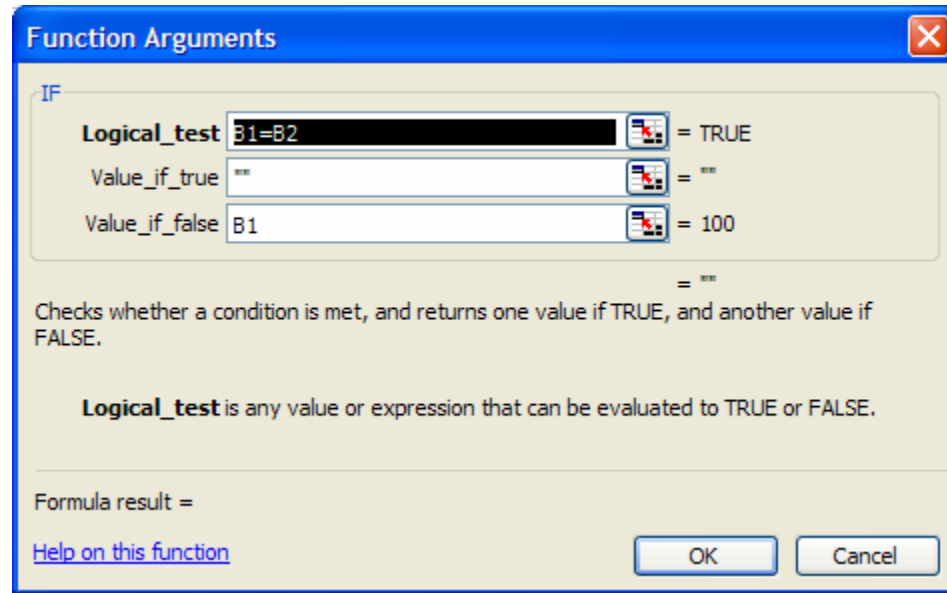 Function Arguments
IF
Logical_test B1=B2 = TRUE
Value_if_true "" = ""
Value_if_false B1 = 100
= ""
Checks whether a condition is met, and returns one value if TRUE, and another value if
FALSE.
Logical_test is any value or expression that can be evaluated to TRUE or FALSE.
Formula result =
Help on this function OK Cancel